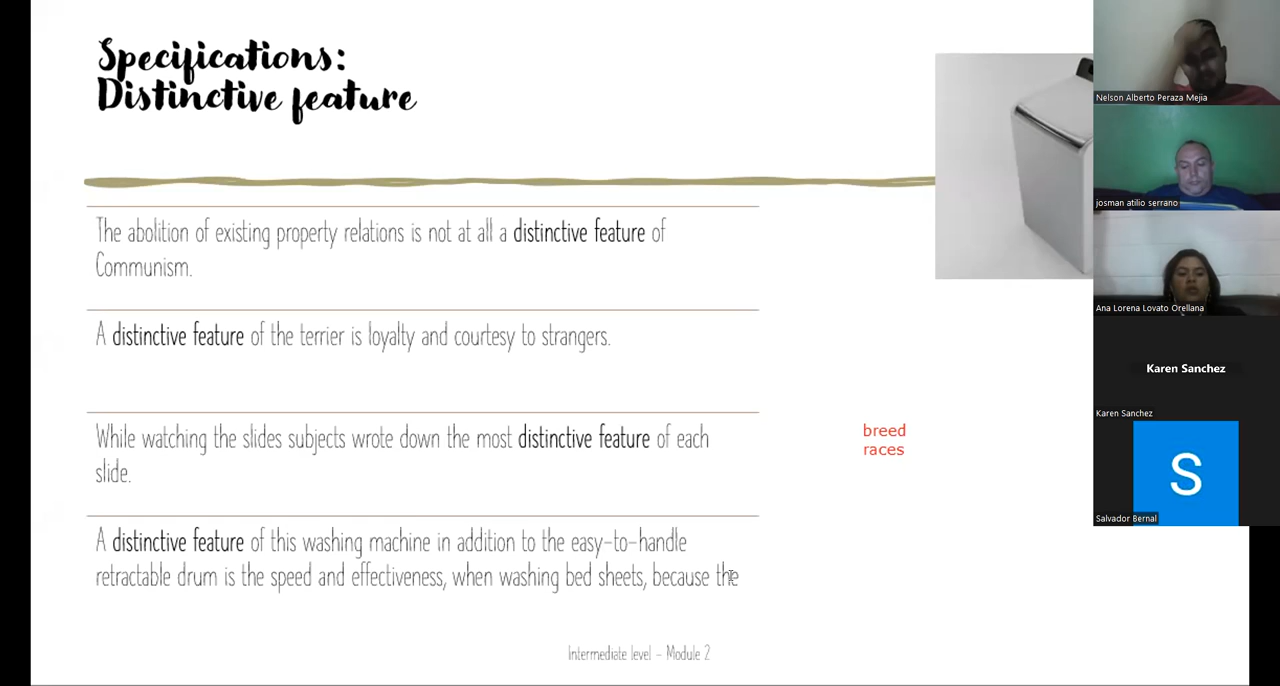 Specifications:
Distinctive feature
The abolition of existing property relations is not at all a distinctive feature of
Communism.
A distinctive feature of the terrier is loyalty and courtesy to strangers.
While watching the slides subjects wrote down the most distinctive feature of each
slide.
A distinctive feature of this washing machine in addition to the easy-to-handle
retractable drum is the speed and effectiveness, when washing bed sheets, because the
breed
races
Intermediate level - Module 2
Nelson Alberto Peraza Mejia
josman atilio serrano
Ana Lorena Lovato Orellana
Karen Sanchez
Karen Sanchez
S
Salvador Bernal